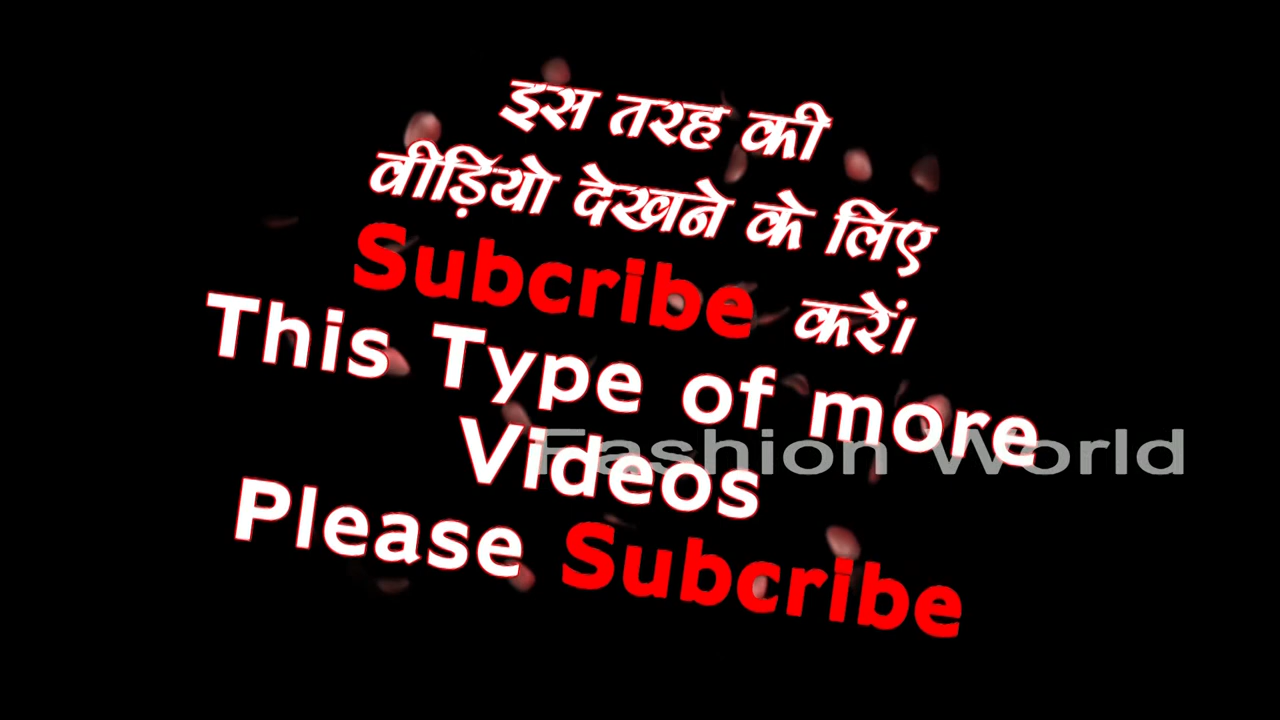 इस तरह की
वीड़ियो देखने के लिए
Subcribe करें।
This Type of more
Videos
Fashion World
Please Subcribe